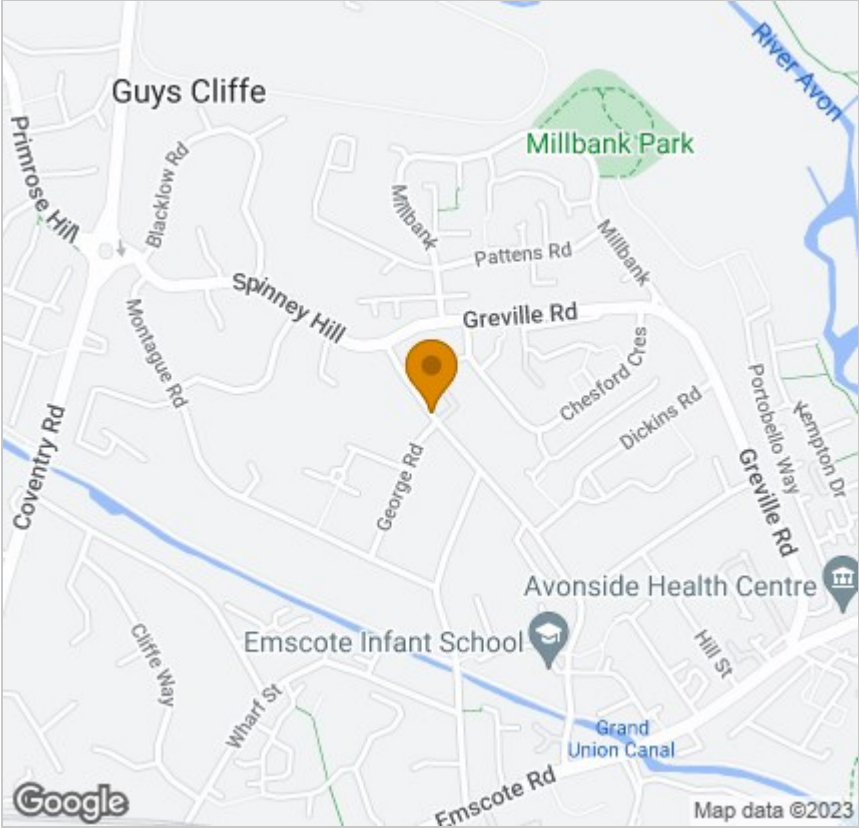 River Avon
Guys Cliffe
Millbank Park
Primrose Hill
Blacklow Rd
Millbank
Pattens Rd
Millbank
Spinney Hill
Greville Rd
Montague Rd
Chesford Cres
Portobello Way
Dickins Rd
Kempton Dr
Coventry Rd
George Rd
Greville Rd
Avonside Health Centre
Emscote Infant School
Cliffe Way
Hill St
Wharf St
Grand
Union Canal
Emscote Rd
Google
Map data ©2023